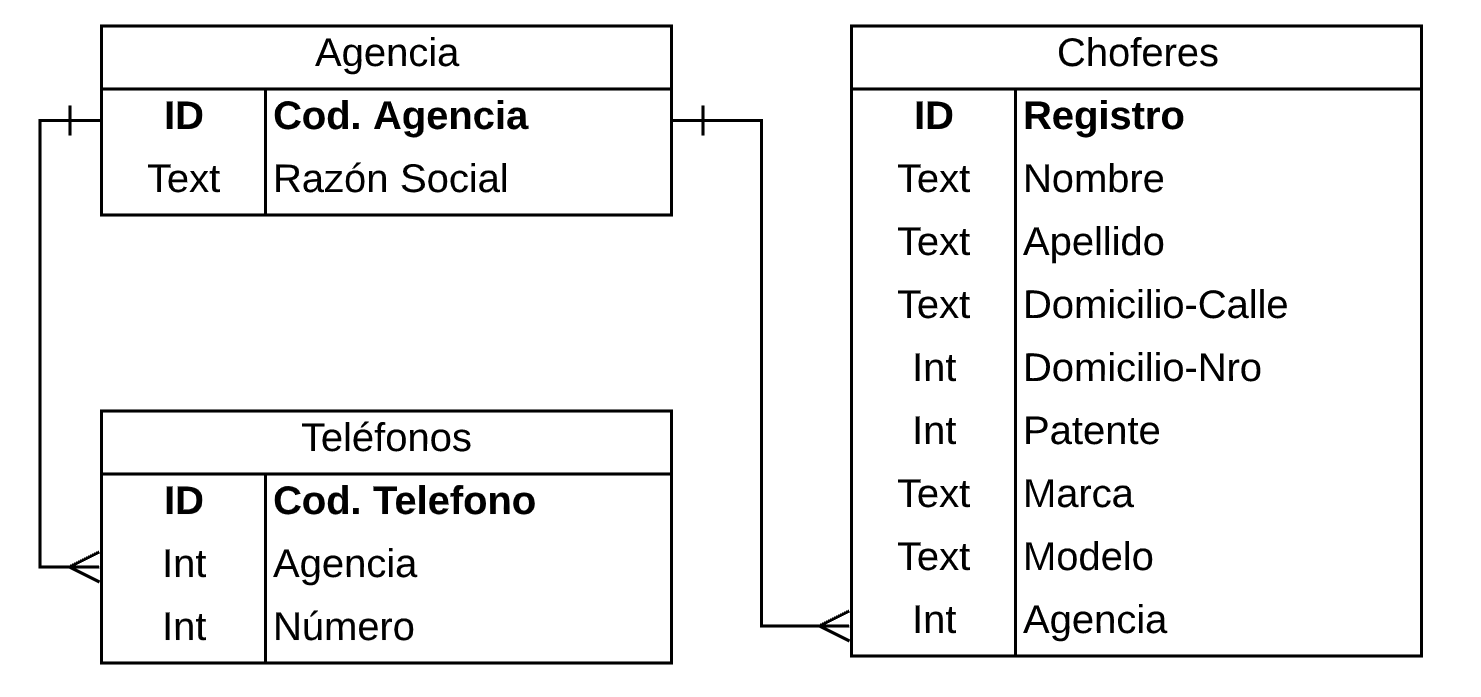 Agencia
ID Cod. Agencia
Text Razón Social
Teléfonos
ID Cod. Telefono
Int Agencia
Int Número
Choferes
ID Registro
Text Nombre
Text Apellido
Text Domicilio-Calle
Int Domicilio-Nro
Int Patente
Text Marca
Text Modelo
Int Agencia